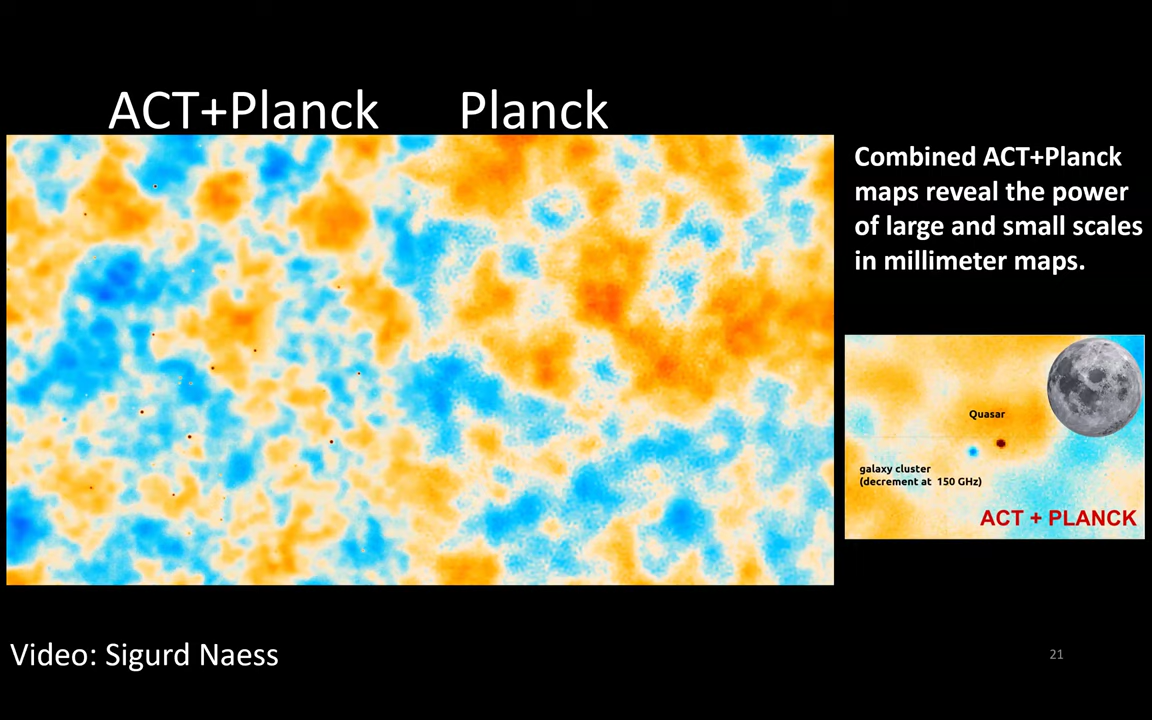 ACT+Planck
Planck
Combined ACT+Planck
maps reveal the power
of large and small scales
in millimeter maps.
Quasar
galaxy cluster
(decrement at 150 GHz)
ACT + PLANCK
Video: Sigurd Naess
21